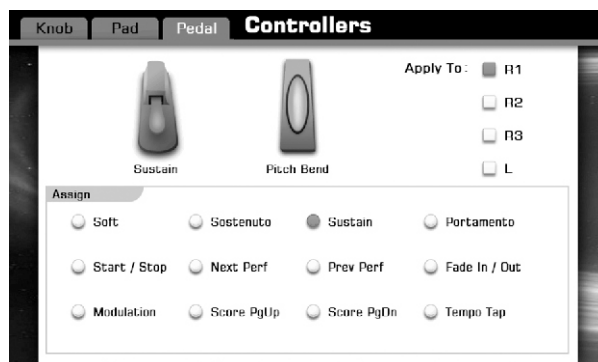 Knob Pad Pedal Controllers
Apply To: R1
R2
R3
L
Sustain Pitch Bend
Assign
Soft Sostenuto Sustain Portamento
Start / Stop Next Perf Prev Perf Fade In / Out
Modulation Score PgUp Score PgDn Tempo Tap